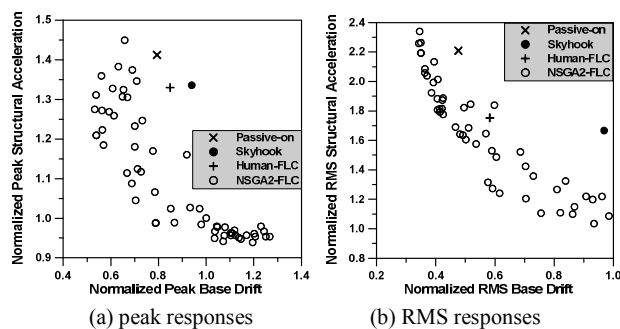 Normalized Peak Structural Acceleration
1.5
1.4
1.3
1.2
1.1
1.0
0.9
0.4
0.6
0.8
1.0
1.2
1.4
Normalized Peak Base Drift
Passive-on
Skyhook
Human-FLC
NSGA2-FLC
(a) peak responses
Normalized RMS Structural Acceleration
2.4
2.2
2.0
1.8
1.6
1.4
1.2
1.0
0.8
0.2
0.4
0.6
0.8
1
Normalized RMS Base Drift
Passive-on
Skyhook
Human-FLC
NSGA2-FLC
(b) RMS responses